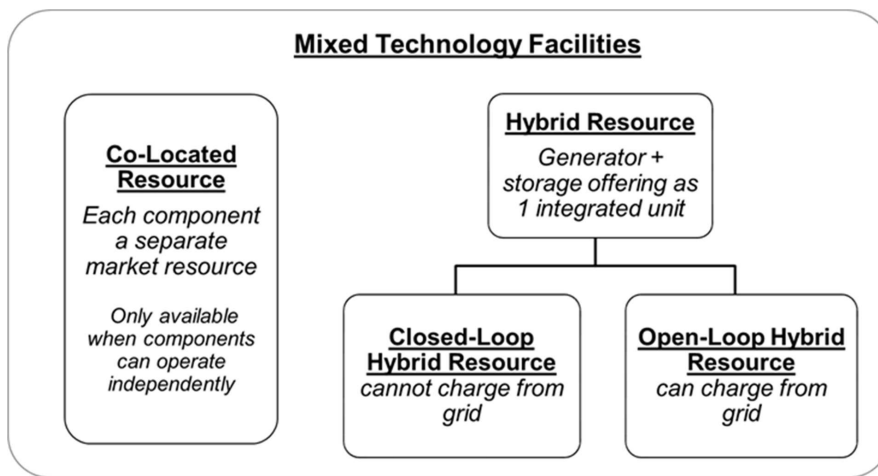 Mixed Technology Facilities
Co-Located
Resource
Each component
a separate
market resource
Only available
when components
can operate
independently
Hybrid Resource
Generator +
storage offering as
1 integrated unit
Closed-Loop
Hybrid Resource
cannot charge from
grid
Open-Loop Hybrid
Resource
can charge from
grid